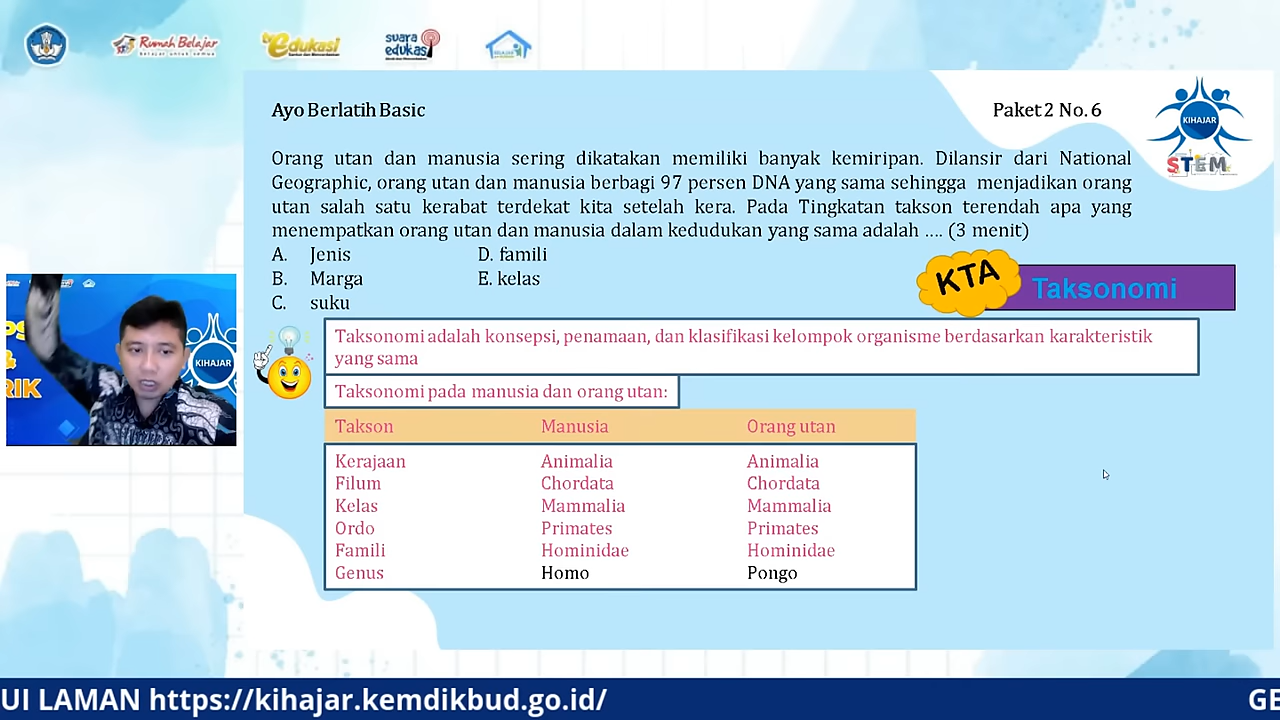 Rumah Belajar
tv edukasi
suara edukasi
Ayo Berlatih Basic
Paket 2 No. 6
KIHAJAR
STEM
Orang utan dan manusia sering dikatakan memiliki banyak kemiripan. Dilansir dari National
Geographic, orang utan dan manusia berbagi 97 persen DNA yang sama sehingga menjadikan orang
utan salah satu kerabat terdekat kita setelah kera. Pada Tingkatan takson terendah apa yang
menempatkan orang utan dan manusia dalam kedudukan yang sama adalah .... (3 menit)
A. Jenis D. famili
B. Marga E. kelas
C. suku
KTA
Taksonomi
Taksonomi adalah konsepsi, penamaan, dan klasifikasi kelompok organisme berdasarkan karakteristik
yang sama
Taksonomi pada manusia dan orang utan:
Takson Manusia Orang utan
Kerajaan Animalia Animalia
Filum Chordata Chordata
Kelas Mammalia Mammalia
Ordo Primates Primates
Famili Hominidae Hominidae
Genus Homo Pongo
&
RIK
KIHAJAR
UI LAMAN https://kihajar.kemdikbud.go.id/
GE